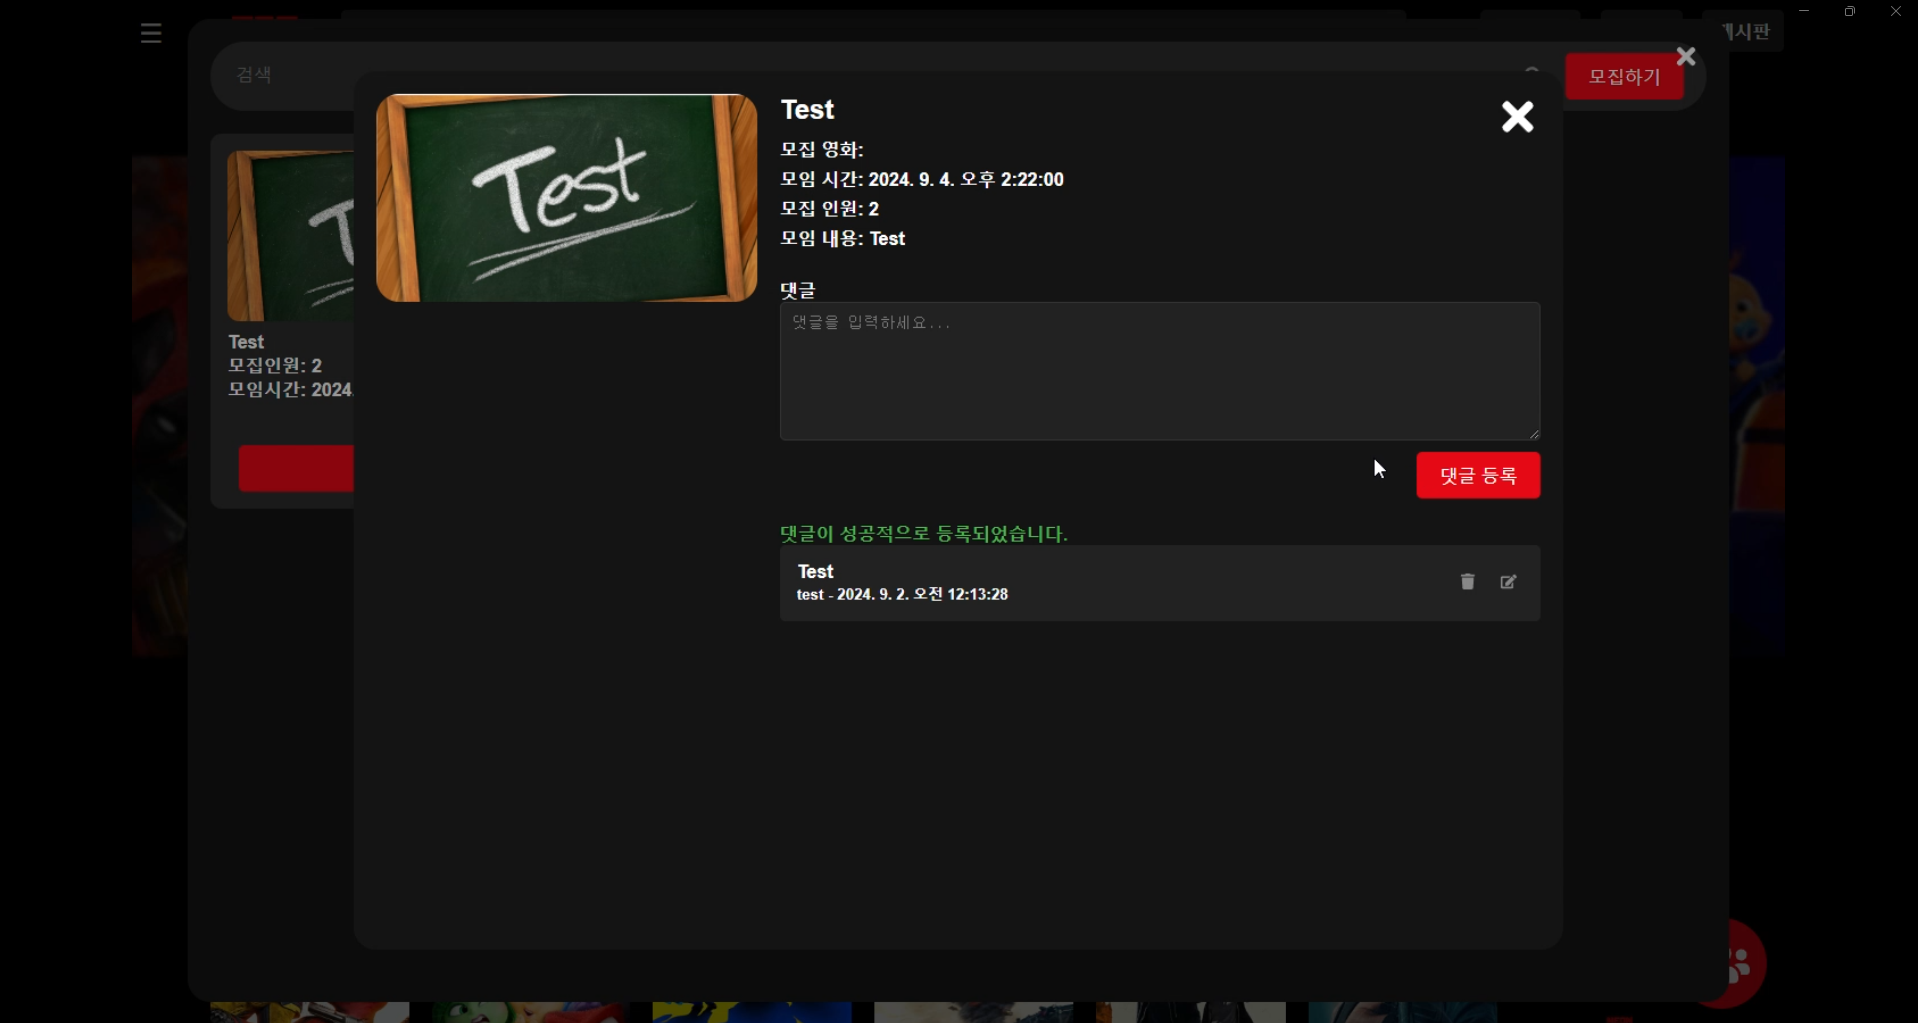 게시판
검색
모집하기
Test
Test
모집 영화:
모임 시간: 2024. 9. 4. 오후 2:22:00
모집 인원: 2
모임 내용: Test
댓글
댓글을 입력하세요...
댓글 등록
댓글이 성공적으로 등록되었습니다.
Test
test - 2024. 9. 2. 오전 12:13:28
Test
모집인원: 2
모임시간: 2024.